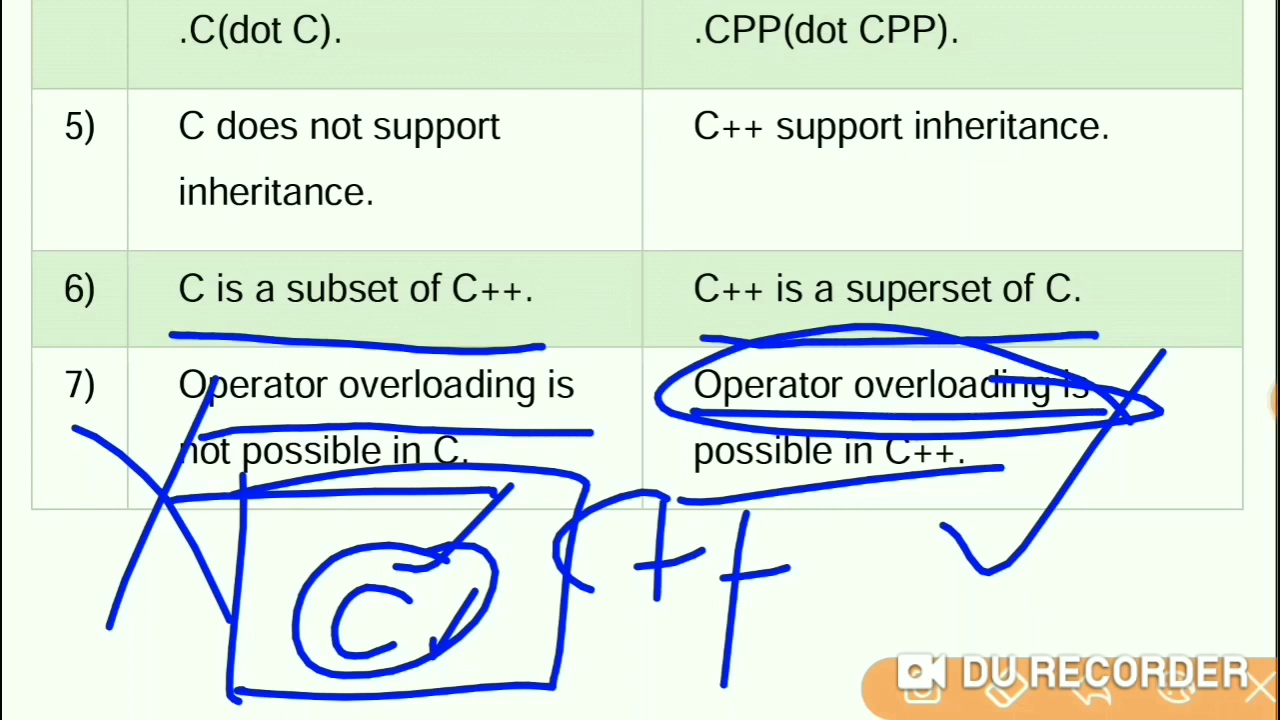 .C(dot C).
.CPP(dot CPP).
5)
C does not support
inheritance.
C++ support inheritance.
6)
C is a subset of C++.
C++ is a superset of C.
7)
Operator overloading is
not possible in C.
Operator overloading is
possible in C++.
C
C++
DU RECORDER